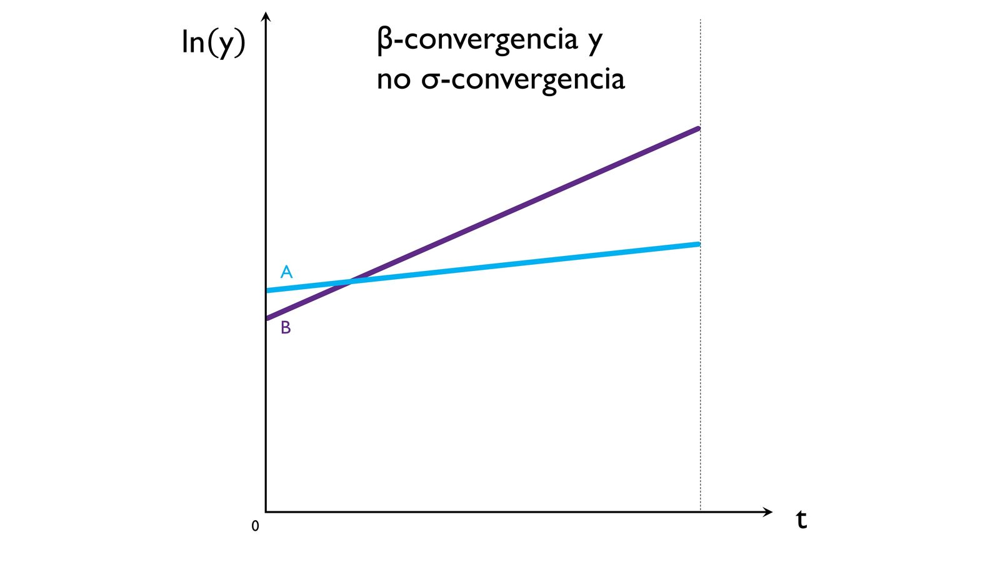 ln(y)
β-convergencia y
no σ-convergencia
A
B
0
t